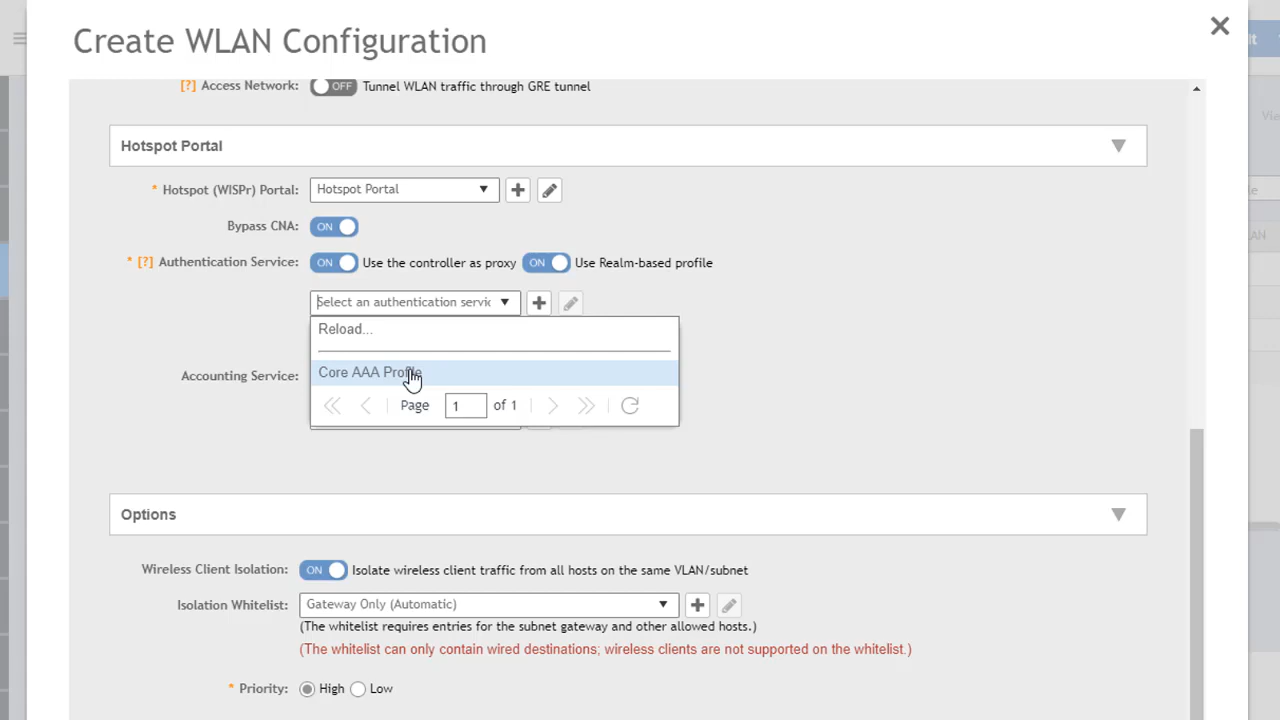 Create WLAN Configuration
[?] Access Network: OFF Tunnel WLAN traffic through GRE tunnel
Hotspot Portal
* Hotspot (WISPr) Portal: Hotspot Portal
Bypass CNA: ON
* [?] Authentication Service: ON Use the controller as proxy ON Use Realm-based profile
Select an authentication servic
Reload...
Core AAA Profile
Accounting Service:
Page 1 of 1
Options
Wireless Client Isolation: ON Isolate wireless client traffic from all hosts on the same VLAN/subnet
Isolation Whitelist: Gateway Only (Automatic)
(The whitelist requires entries for the subnet gateway and other allowed hosts.)
(The whitelist can only contain wired destinations; wireless clients are not supported on the whitelist.)
* Priority: High Low